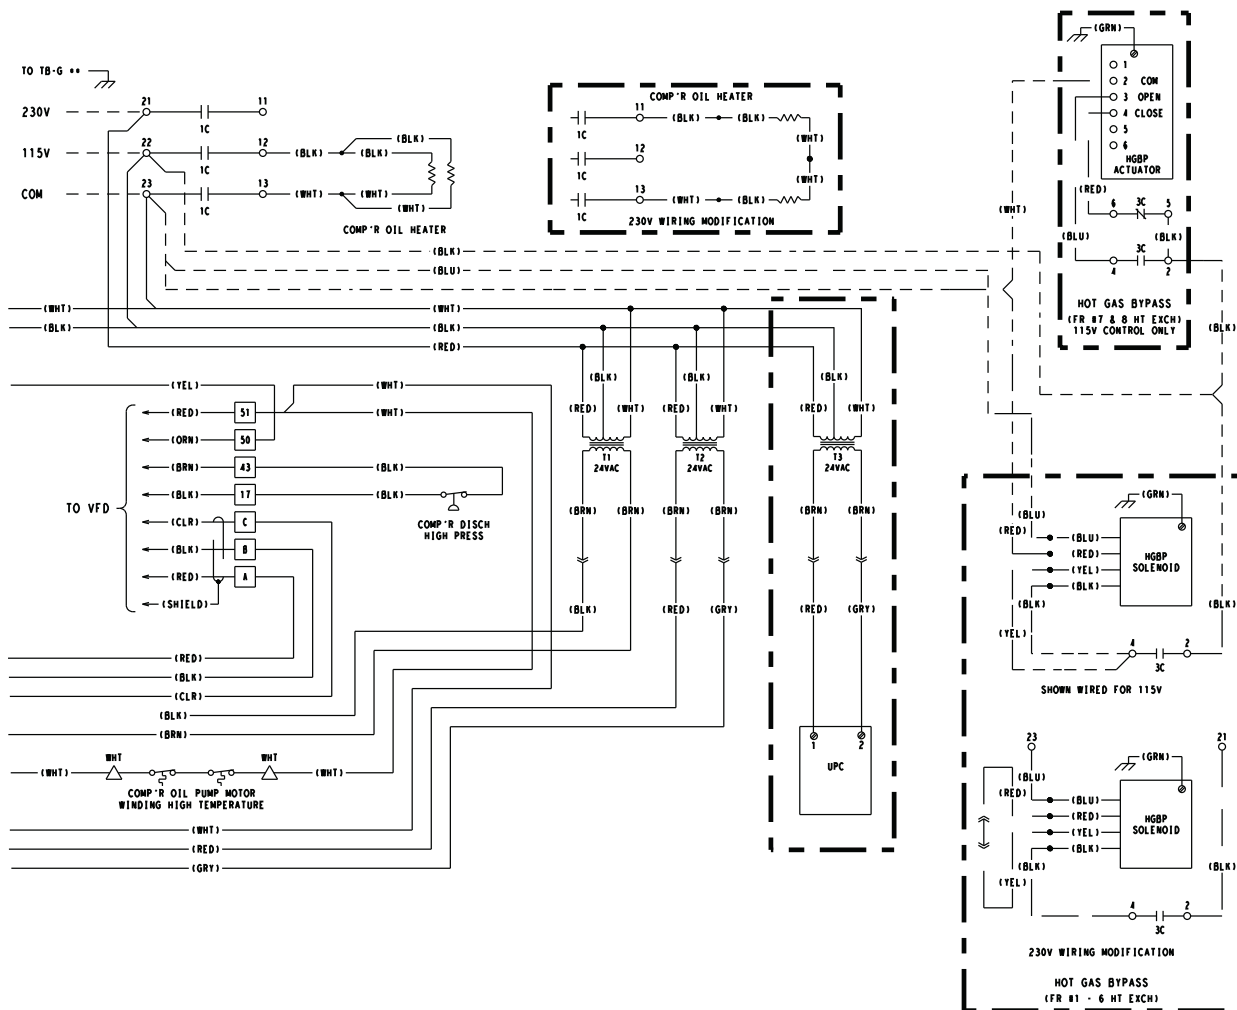 TO TB-G **
230V
21
1C
11
115V
22
1C
12
(BLK)
(BLK)
(BLK)
COM
23
1C
13
(WHT)
(WHT)
(WHT)
COMP'R OIL HEATER
COMP'R OIL HEATER
1C
11
(BLK)
(BLK)
(WHT)
1C
12
(WHT)
1C
13
(WHT)
(BLK)
230V WIRING MODIFICATION
(GRN)
1
2 COM
3 OPEN
4 CLOSE
5
6
HGBP
ACTUATOR
(RED)
6
3C
5
(BLU)
(BLK)
4
3C
2
HOT GAS BYPASS
(FR #7 & 8 HT EXCH)
115V CONTROL ONLY
(WHT)
(BLK)
(BLK)
(BLU)
(WHT)
(WHT)
(BLK)
(BLK)
(RED)
(YEL)
(WHT)
TO VFD
(RED)
51
(WHT)
(ORN)
50
(BRN)
43
(BLK)
(BLK)
17
(BLK)
COMP'R DISCH
HIGH PRESS
(CLR)
C
(BLK)
B
(RED)
A
(SHIELD)
(BLK)
(RED)
(WHT)
T1
24VAC
(BRN)
(BRN)
(BLK)
(BLK)
(RED)
(WHT)
T2
24VAC
(BRN)
(BRN)
(RED)
(GRY)
(BLK)
(RED)
(WHT)
T3
24VAC
(BRN)
(BRN)
(RED)
(GRY)
1
2
UPC
(RED)
(BLK)
(CLR)
(BLK)
(BRN)
(WHT)
WHT
WHT
(WHT)
COMP'R OIL PUMP MOTOR
WINDING HIGH TEMPERATURE
(WHT)
(RED)
(GRY)
(GRN)
(BLU)
(RED)
(BLU)
(RED)
(YEL)
(BLK)
HGBP
SOLENOID
(BLK)
(BLK)
(YEL)
4
3C
2
SHOWN WIRED FOR 115V
23
21
(GRN)
(BLU)
(RED)
(BLU)
(RED)
(YEL)
(BLK)
HGBP
SOLENOID
(BLK)
(BLK)
(YEL)
4
3C
2
230V WIRING MODIFICATION
HOT GAS BYPASS
(FR #1 - 6 HT EXCH)